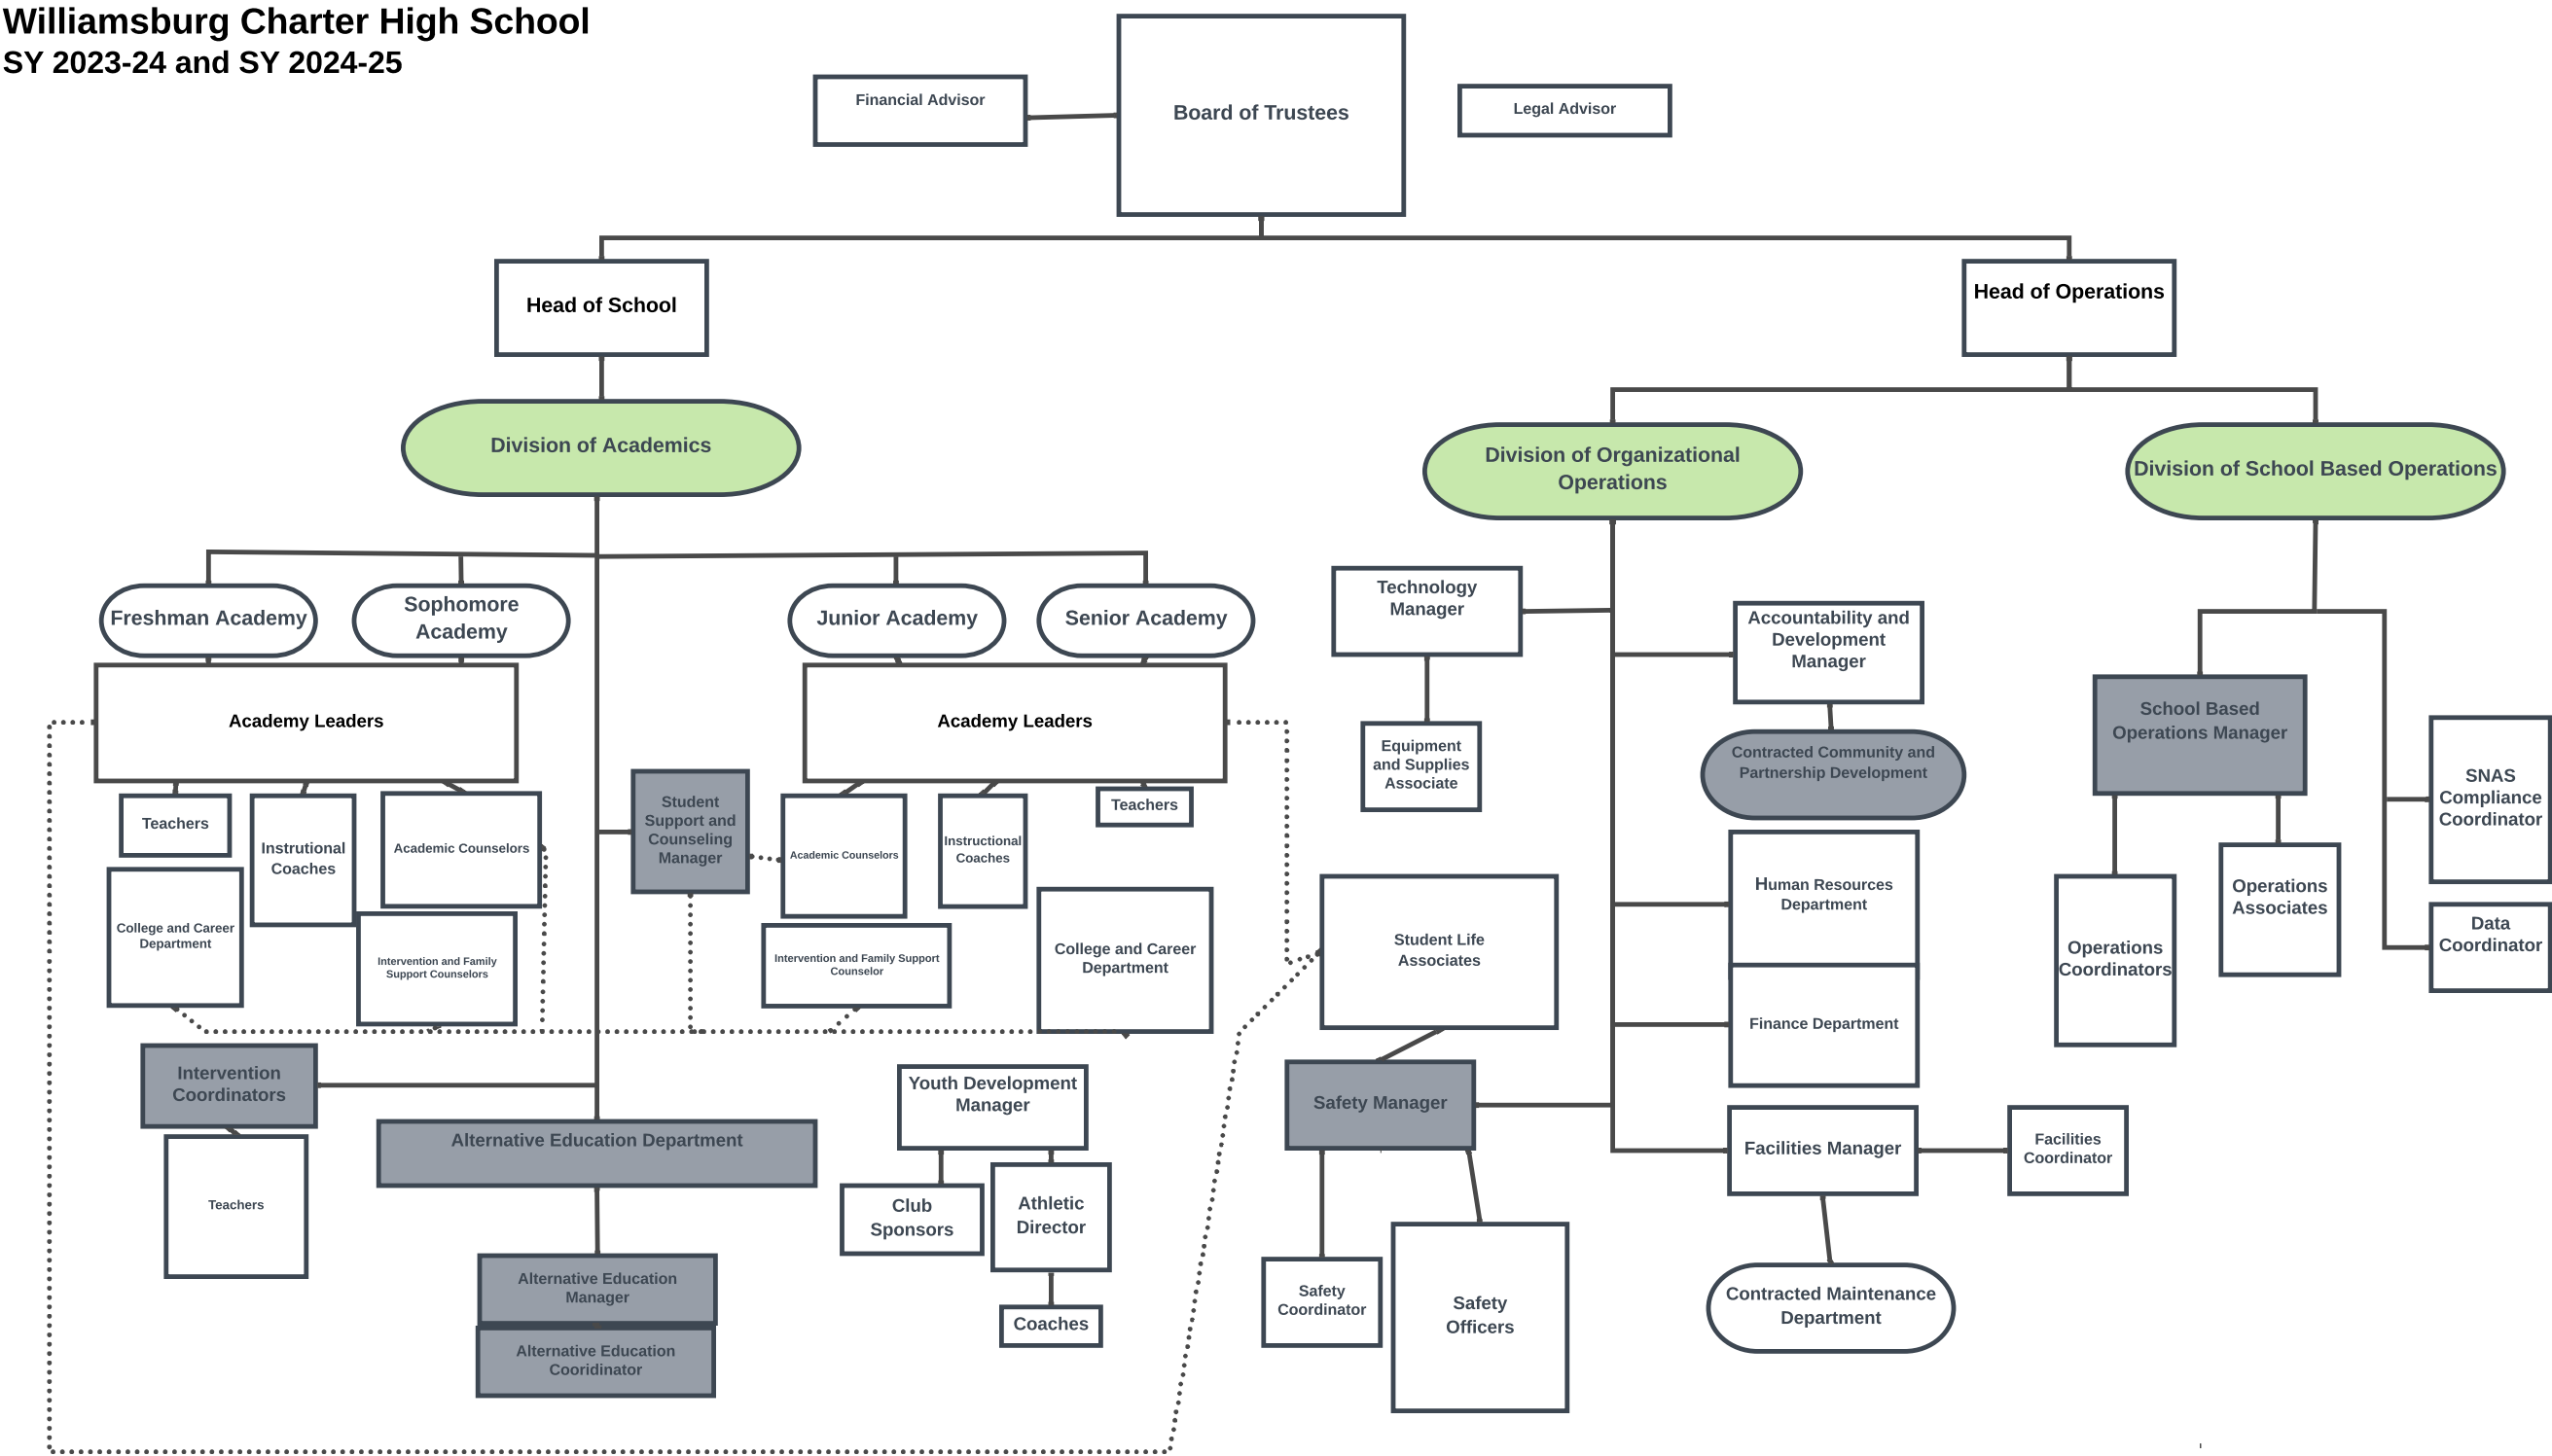 Williamsburg Charter High School
SY 2023-24 and SY 2024-25
Financial Advisor
Board of Trustees
Legal Advisor
Head of School
Head of Operations
Division of Academics
Division of Organizational
Operations
Division of School Based Operations
Freshman Academy
Sophomore
Academy
Junior Academy
Senior Academy
Technology
Manager
Accountability and
Development
Manager
Academy Leaders
Academy Leaders
School Based
Operations Manager
Equipment
and Supplies
Associate
Contracted Community and
Partnership Development
SNAS
Compliance
Coordinator
Teachers
Instrutional
Coaches
Academic Counselors
Student
Support and
Counseling
Manager
Academic Counselors
Instructional
Coaches
Teachers
College and Career
Department
Intervention and Family
Support Counselors
Intervention and Family Support
Counselor
College and Career
Department
Student Life
Associates
Human Resources
Department
Finance Department
Operations
Coordinators
Operations
Associates
Data
Coordinator
Intervention
Coordinators
Teachers
Alternative Education Department
Youth Development
Manager
Club
Sponsors
Athletic
Director
Coaches
Safety Manager
Facilities Manager
Facilities
Coordinator
Alternative Education
Manager
Alternative Education
Cooridinator
Safety
Coordinator
Safety
Officers
Contracted Maintenance
Department